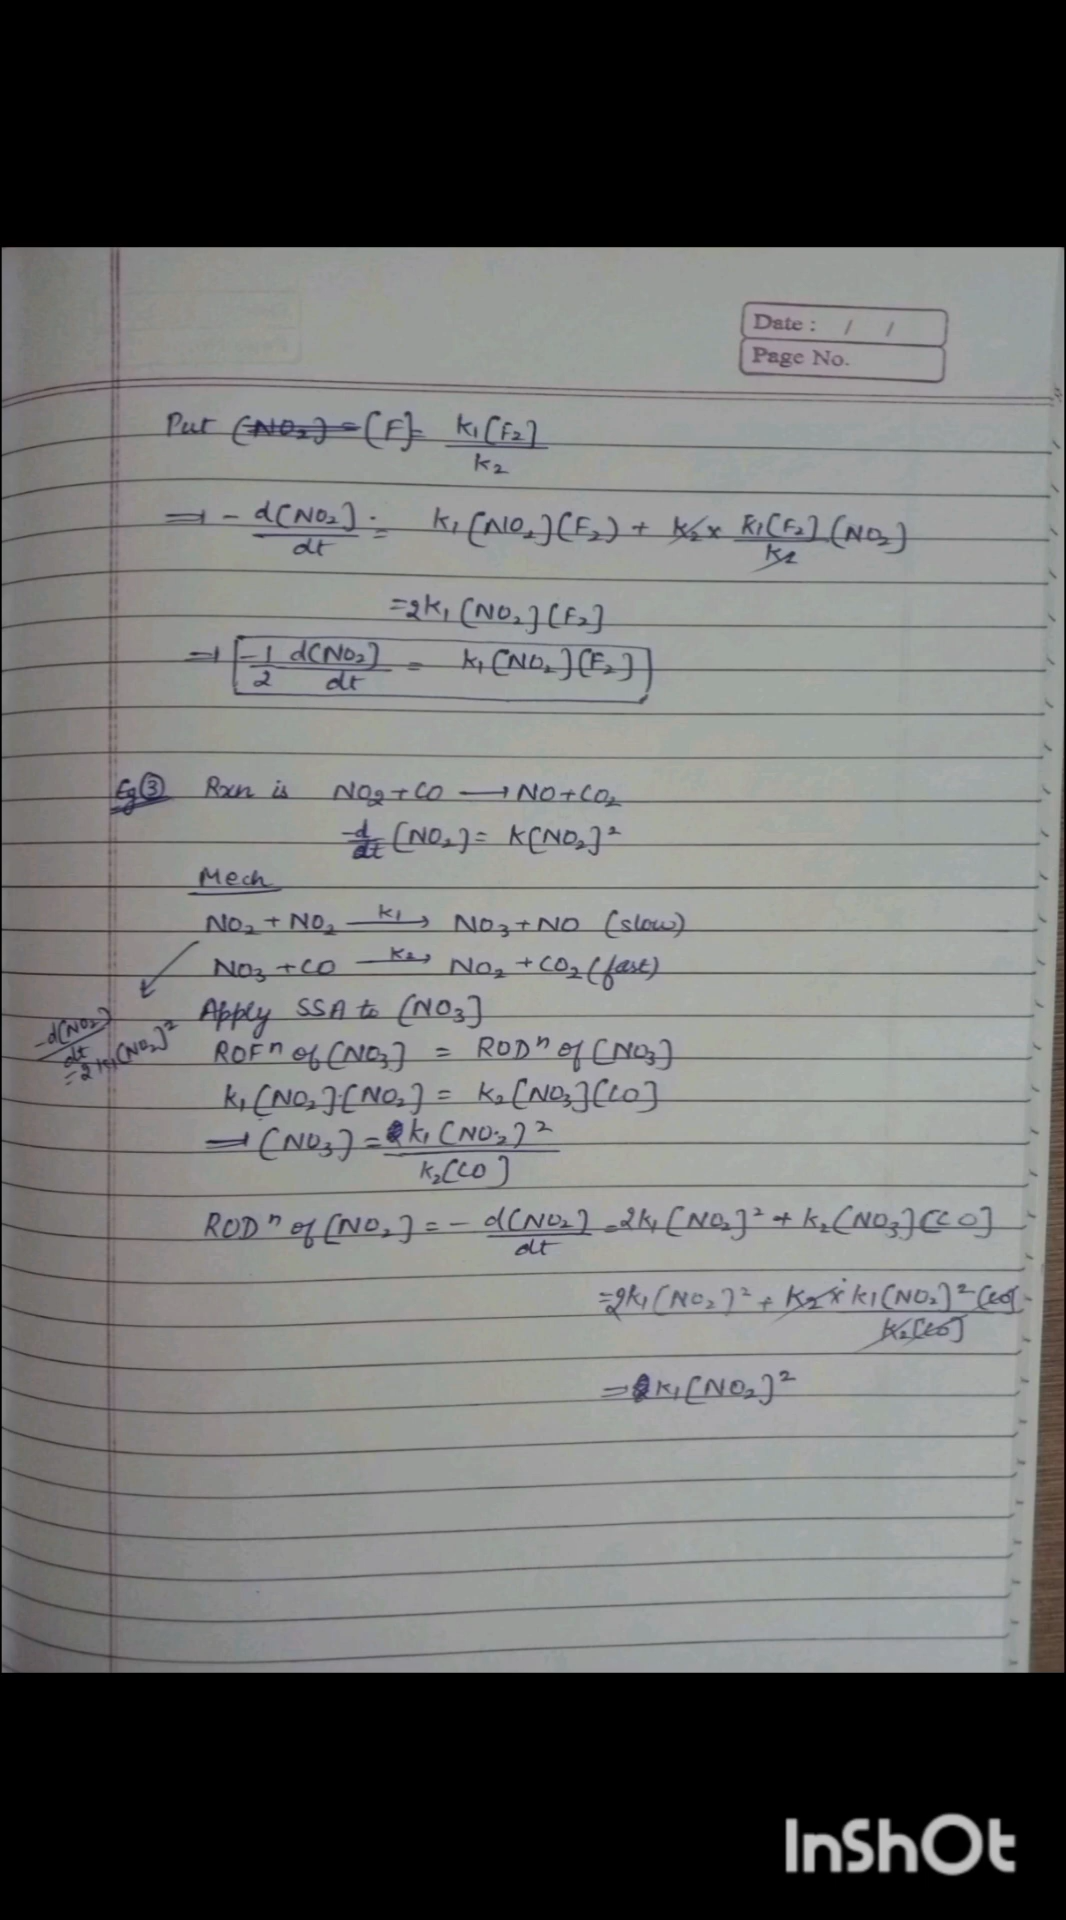 Date : / /
Page No.
Put [NO₂] = [F] = k₁[F₂]/k₂
⇒ - d[NO₂]/dt = k₁[NO₂][F₂] + k₂ × k₁[F₂]/k₂ [NO₂]
= 2k₁[NO₂][F₂]
⇒ [-1/2 d[NO₂]/dt = k₁[NO₂][F₂]]
Eg ③ Rxn is NO₂ + CO ⟶ NO + CO₂
-d/dt [NO₂] = K[NO₂]²
Mech
NO₂ + NO₂ —k₁→ NO₃ + NO (slow)
NO₃ + CO —k₂→ NO₂ + CO₂ (fast)
Apply SSA to [NO₃]
-d[NO₂]/dt = 2k₁[NO₂]²
ROFⁿ of [NO₃] = RODⁿ of [NO₃]
k₁[NO₂][NO₂] = k₂[NO₃][CO]
⇒ [NO₃] = k₁[NO₂]²/k₂[CO]
RODⁿ of [NO₂] = - d[NO₂]/dt = 2k₁[NO₂]² + k₂[NO₃][CO]
= 2k₁[NO₂]² + k₂ × k₁[NO₂]² [CO]/k₂[CO]
= k₁[NO₂]²
InShOt